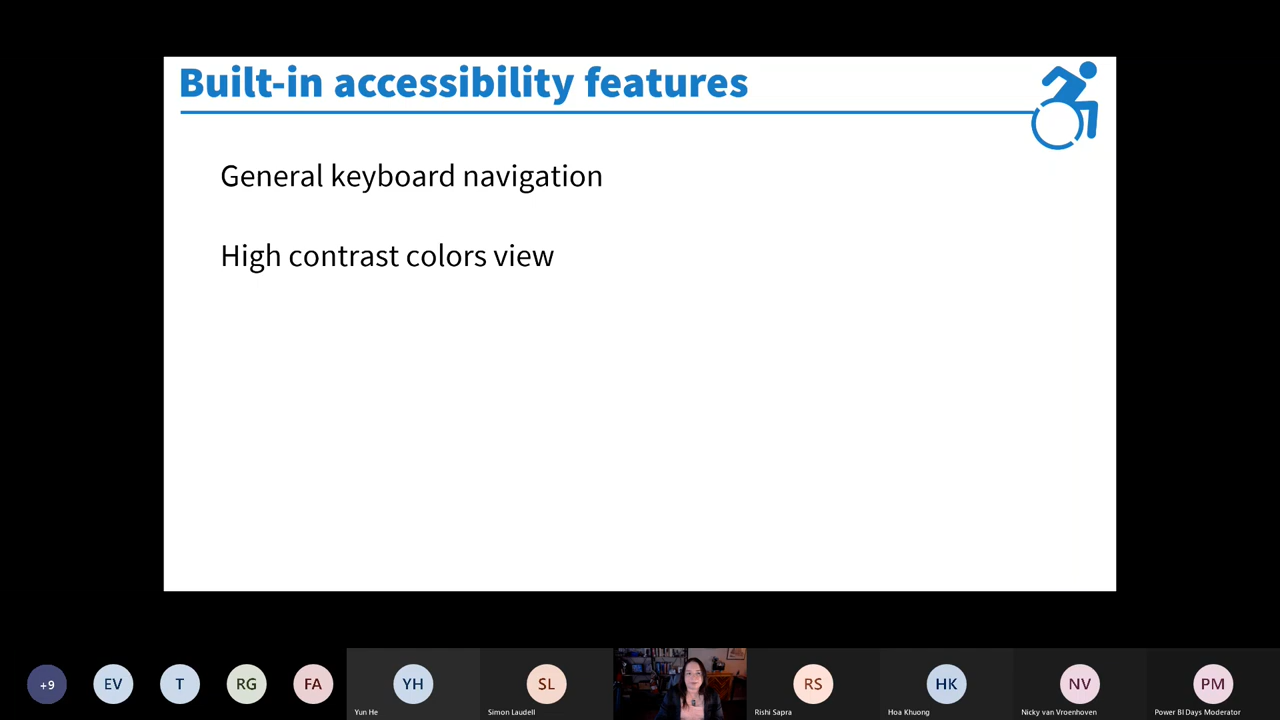 Built-in accessibility features
General keyboard navigation
High contrast colors view
+9
EV
T
RG
FA
YH
SL
RS
HK
NV
PM
Yun He
Simon Laudell
Rishi Sapra
Hoa Khuong
Nicky van Vroenhoven
Power BI Days Moderator